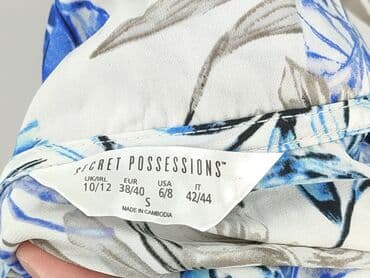 SECRET POSSESSIONS™
UK/IRL EUR USA IT
10/12 38/40 6/8 42/44
S
MADE IN CAMBODIA